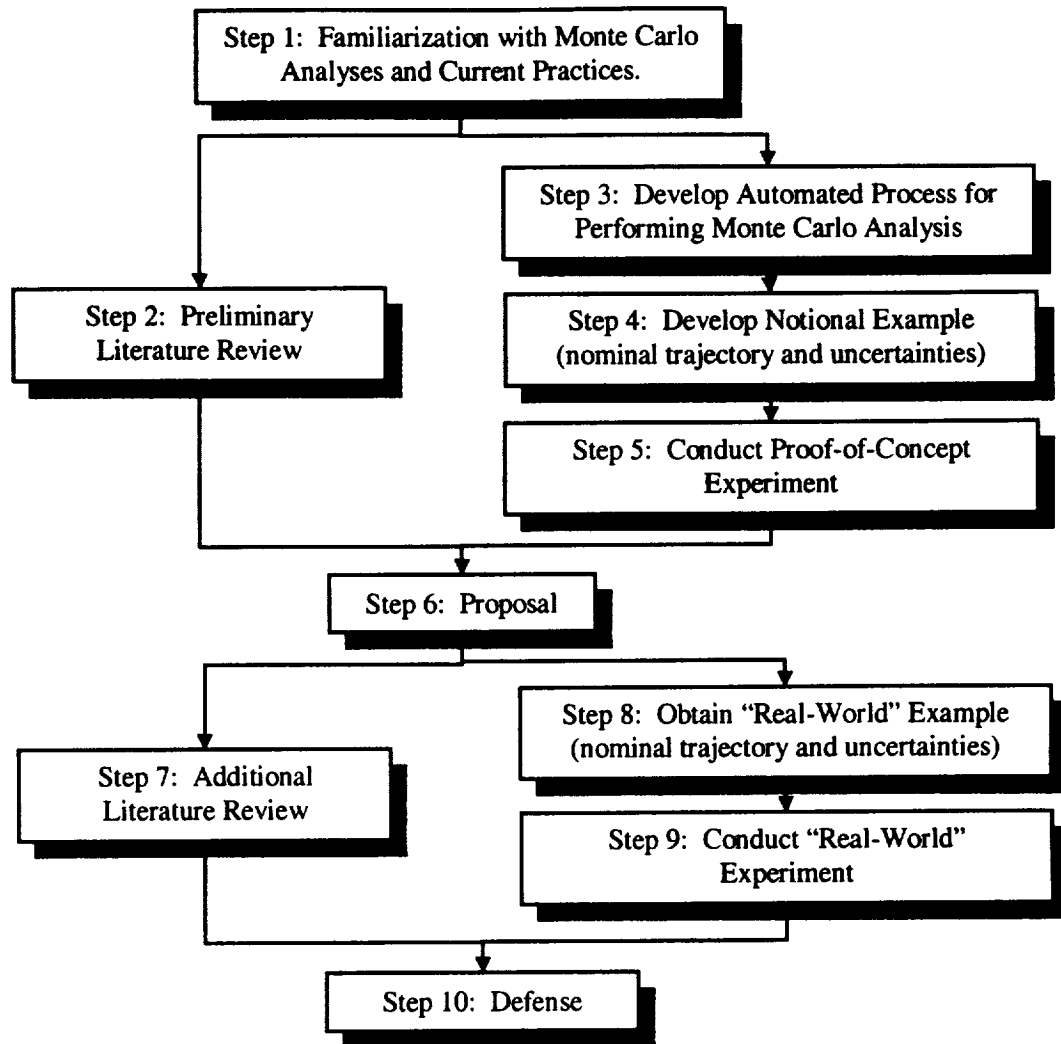 Step 1: Familiarization with Monte Carlo
Analyses and Current Practices.
Step 3: Develop Automated Process for
Performing Monte Carlo Analysis
Step 2: Preliminary
Literature Review
Step 4: Develop Notional Example
(nominal trajectory and uncertainties)
Step 5: Conduct Proof-of-Concept
Experiment
Step 6: Proposal
Step 8: Obtain “Real-World” Example
(nominal trajectory and uncertainties)
Step 7: Additional
Literature Review
Step 9: Conduct “Real-World”
Experiment
Step 10: Defense